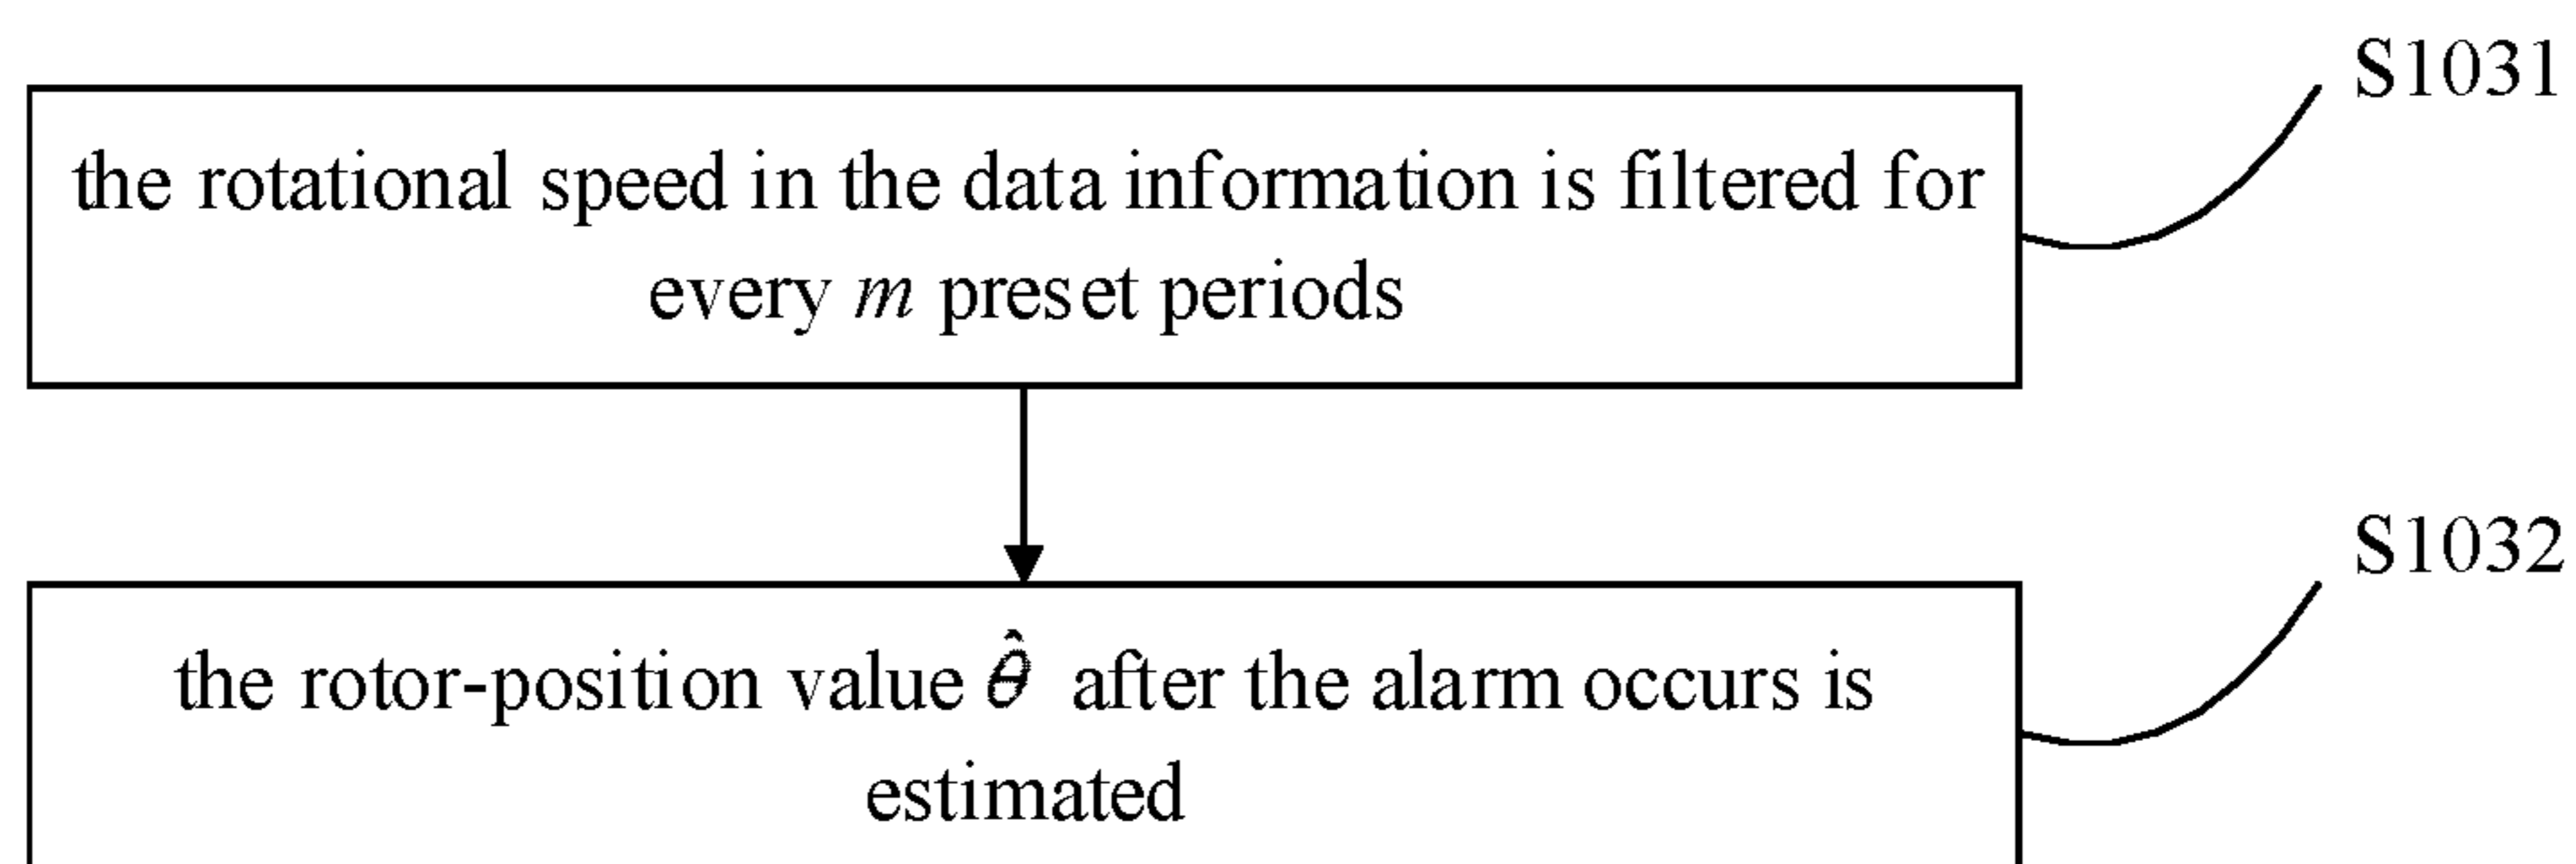 S1031
the rotational speed in the data information is filtered for
every m preset periods
S1032
the rotor-position value θ̂ after the alarm occurs is
estimated